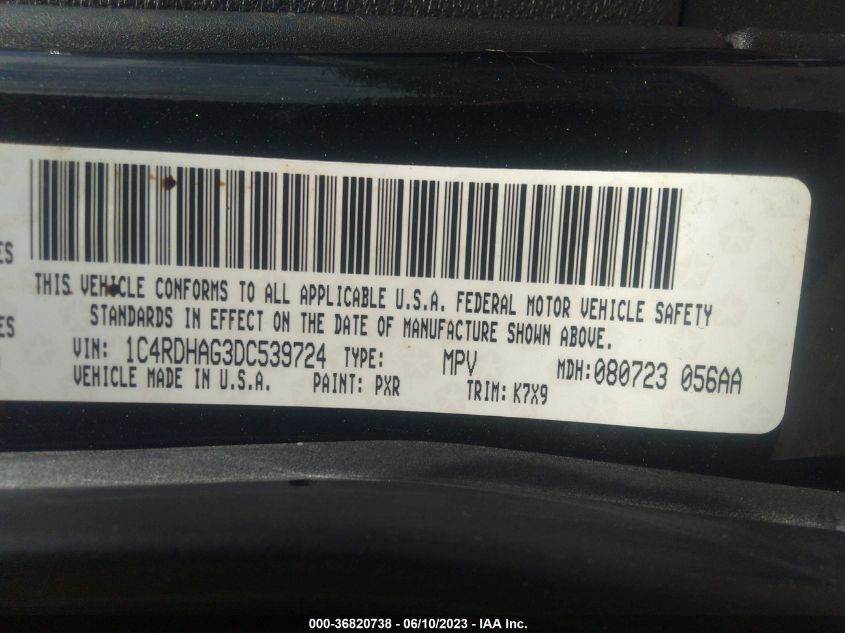 ES
THIS VEHICLE CONFORMS TO ALL APPLICABLE U.S.A. FEDERAL MOTOR VEHICLE SAFETY
ES
STANDARDS IN EFFECT ON THE DATE OF MANUFACTURE SHOWN ABOVE.
VIN: 1C4RDHAG3DC539724 TYPE: MPV MDH: 080723 056AA
VEHICLE MADE IN U.S.A. PAINT: PXR TRIM: K7X9
000-36820738 - 06/10/2023 - IAA Inc.